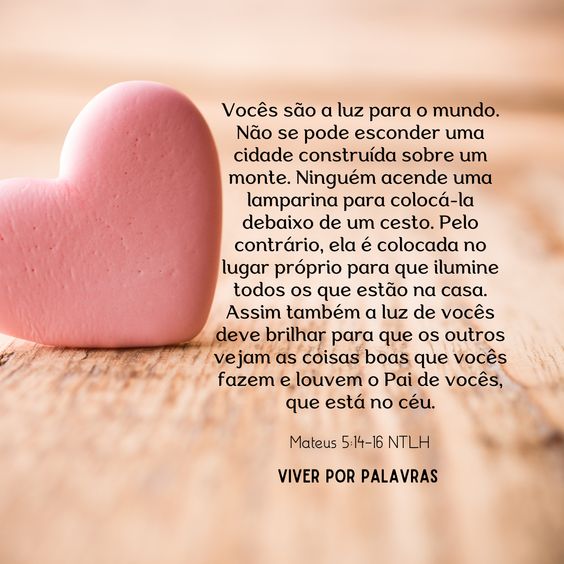 Vocês são a luz para o mundo.
Não se pode esconder uma
cidade construída sobre um
monte. Ninguém acende uma
lamparina para colocá-la
debaixo de um cesto. Pelo
contrário, ela é colocada no
lugar próprio para que ilumine
todos os que estão na casa.
Assim também a luz de vocês
deve brilhar para que os outros
vejam as coisas boas que vocês
fazem e louvem o Pai de vocês,
que está no céu.
Mateus 5:14-16 NTLH
VIVER POR PALAVRAS